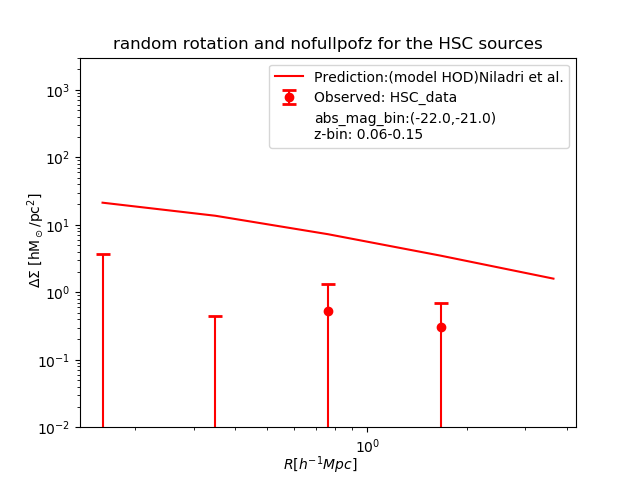 random rotation and nofullpofz for the HSC sources
Prediction:(model HOD)Niladri et al.
Observed: HSC_data
abs_mag_bin:(-22.0,-21.0)
z-bin: 0.06-0.15
10³
10²
10¹
10⁰
10⁻¹
10⁻²
ΔΣ [hM⊙/pc²]
10⁰
R[h⁻¹Mpc]